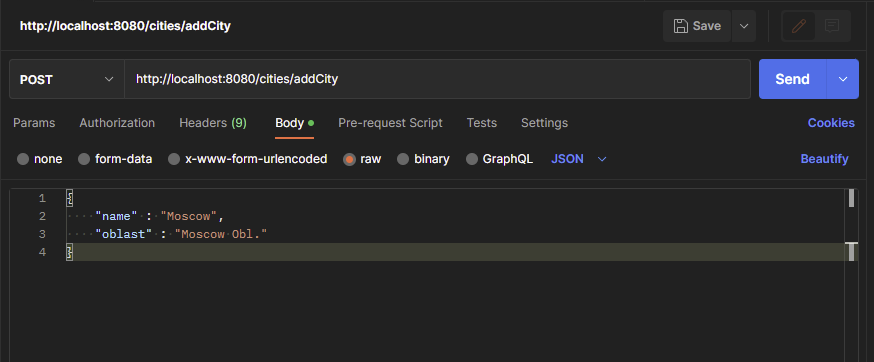 http://localhost:8080/cities/addCity
Save
POST
http://localhost:8080/cities/addCity
Send
Params Authorization Headers (9) Body Pre-request Script Tests Settings Cookies
none form-data x-www-form-urlencoded raw binary GraphQL JSON Beautify
1 {
2 "name" : "Moscow",
3 "oblast" : "Moscow Obl."
4 }